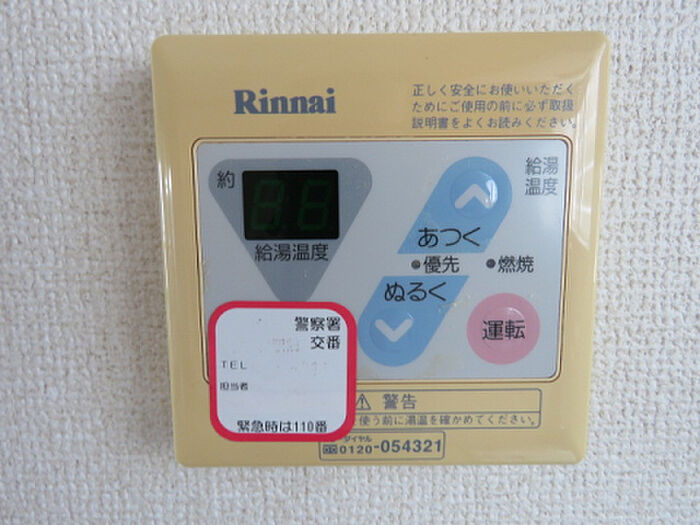 Rinnai
正しく安全にお使いいただく
ためにご使用の前に必ず取扱
説明書をよくお読みください。
約
給湯温度
給湯
温度
あつく
優先
燃焼
ぬるく
運転
警察署
交番
TEL
担当者
緊急時は110番
警告
使う前に湯温を確かめてください。
ダイヤル
0120-054321